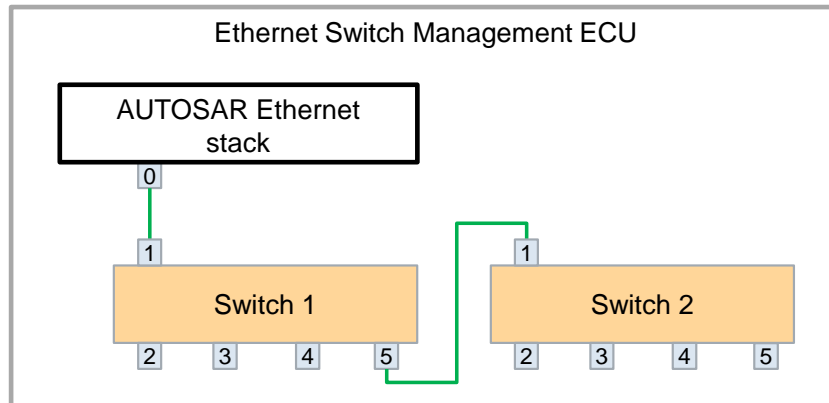 Ethernet Switch Management ECU
AUTOSAR Ethernet
stack
0
1
1
Switch 1
Switch 2
2
3
4
5
2
3
4
5